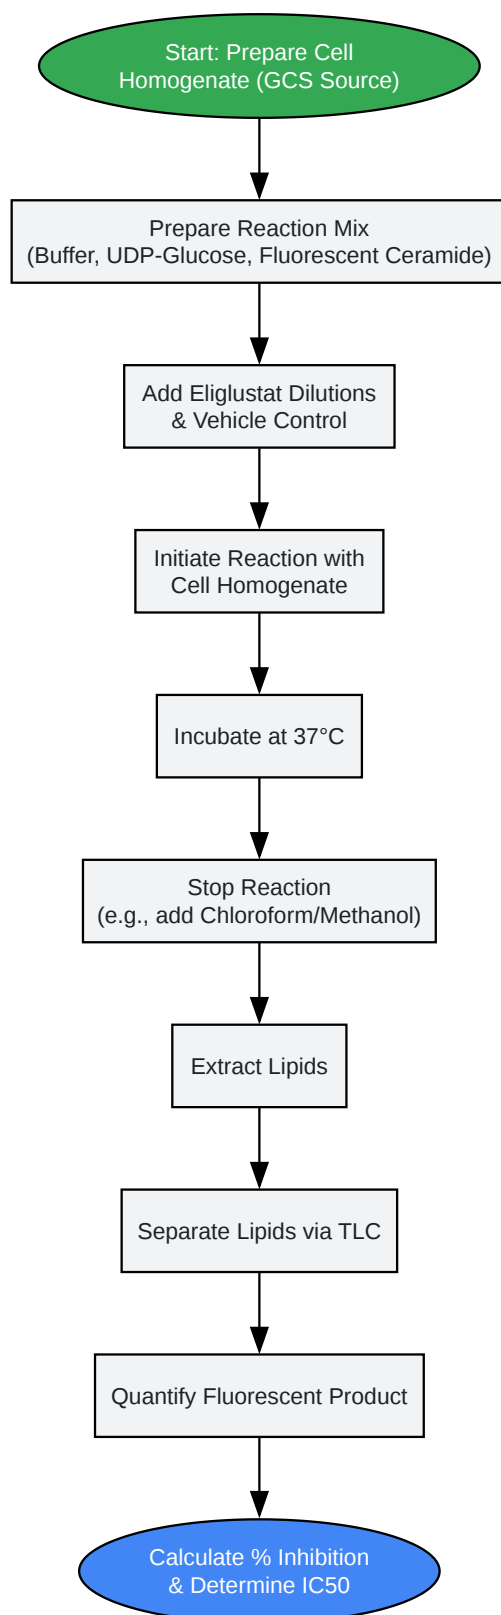 Start: Prepare Cell
Homogenate (GCS Source)
Prepare Reaction Mix
(Buffer, UDP-Glucose, Fluorescent Ceramide)
Add Eliglustat Dilutions
& Vehicle Control
Initiate Reaction with
Cell Homogenate
Incubate at 37°C
Stop Reaction
(e.g., add Chloroform/Methanol)
Extract Lipids
Separate Lipids via TLC
Quantify Fluorescent Product
Calculate % Inhibition
& Determine IC50